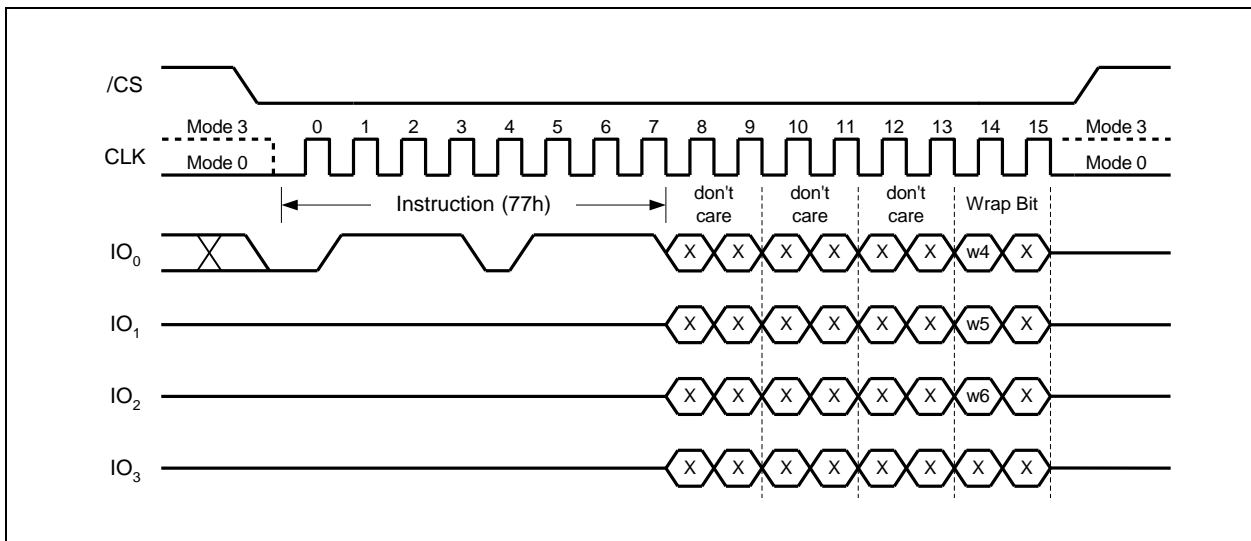 /CS
Mode 3 0 1 2 3 4 5 6 7 8 9 10 11 12 13 14 15 Mode 3
CLK Mode 0 Mode 0
Instruction (77h) don't care don't care don't care Wrap Bit
IO0 X X X X X X w4 X
IO1 X X X X X X w5 X
IO2 X X X X X X w6 X
IO3 X X X X X X X X